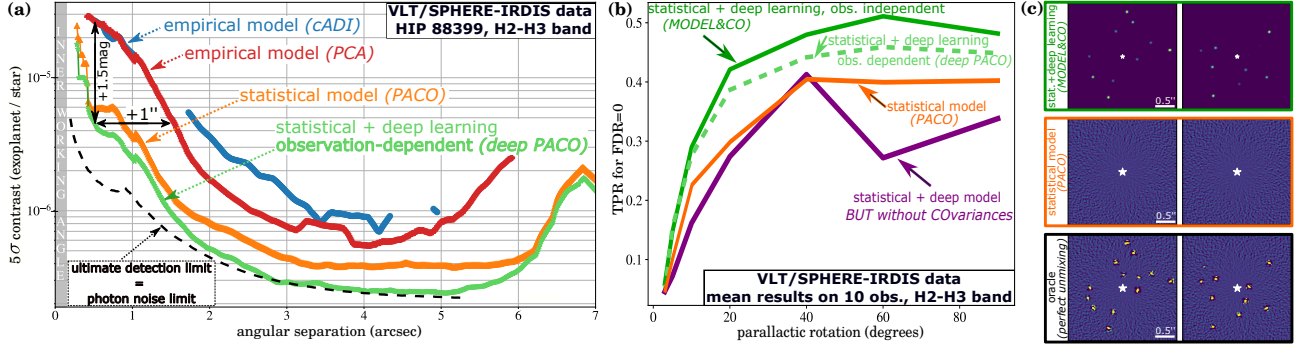 (a)
VLT/SPHERE-IRDIS data
HIP 88399, H2-H3 band
empirical model (cADI)
empirical model (PCA)
+1.5mag
+1''
statistical model (PACO)
statistical + deep learning
observation-dependent (deep PACO)
INNER WORKING ANGLE
ultimate detection limit
=
photon noise limit
5 σ contrast (exoplanet / star)
10⁻⁵
10⁻⁶
0 1 2 3 4 5 6 7
angular separation (arcsec)
(b)
statistical + deep learning, obs. independent
(MODEL&CO)
statistical + deep learning
obs. dependent (deep PACO)
statistical model
(PACO)
statistical + deep model
BUT without COvariances
VLT/SPHERE-IRDIS data
mean results on 10 obs., H2-H3 band
TPR for FDR=0
0.5
0.4
0.3
0.2
0.1
0.0
0 20 40 60 80
parallactic rotation (degrees)
(c)
stat.+deep learning
(MODEL&CO)
0.5''
statistical model
(PACO)
0.5''
oracle
(perfect unmixing)
0.5''